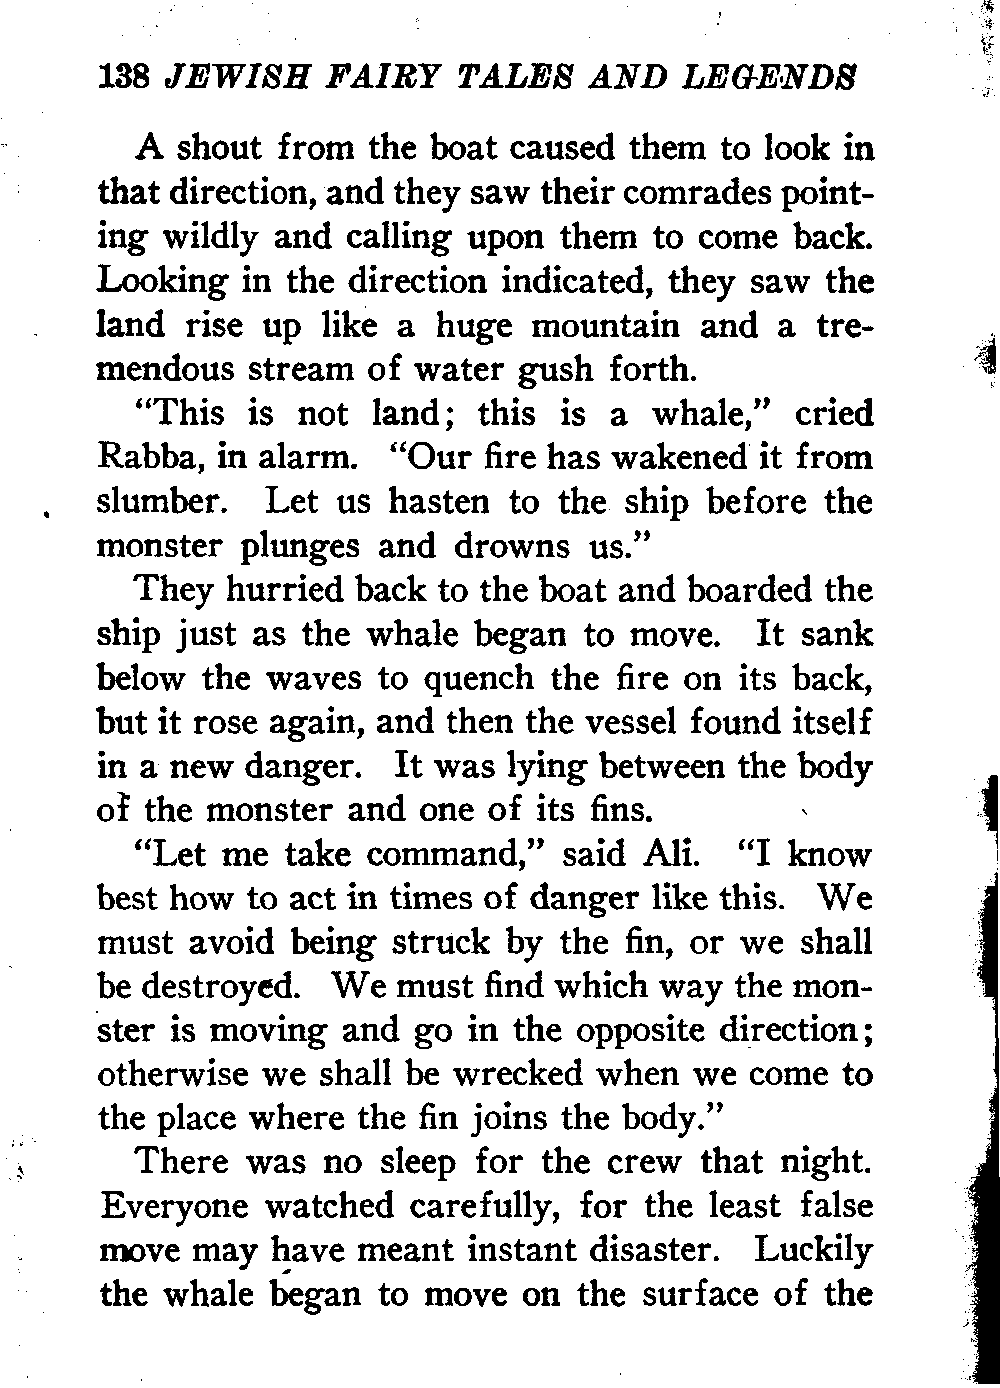 138 JEWISH FAIRY TALES AND LEGENDS
A shout from the boat caused them to look in
that direction, and they saw their comrades point-
ing wildly and calling upon them to come back.
Looking in the direction indicated, they saw the
land rise up like a huge mountain and a tre-
mendous stream of water gush forth.
"This is not land; this is a whale," cried
Rabba, in alarm. "Our fire has wakened it from
slumber. Let us hasten to the ship before the
monster plunges and drowns us."
They hurried back to the boat and boarded the
ship just as the whale began to move. It sank
below the waves to quench the fire on its back,
but it rose again, and then the vessel found itself
in a new danger. It was lying between the body
of the monster and one of its fins.
"Let me take command," said Ali. "I know
best how to act in times of danger like this. We
must avoid being struck by the fin, or we shall
be destroyed. We must find which way the mon-
ster is moving and go in the opposite direction;
otherwise we shall be wrecked when we come to
the place where the fin joins the body."
There was no sleep for the crew that night.
Everyone watched carefully, for the least false
move may have meant instant disaster. Luckily
the whale began to move on the surface of the